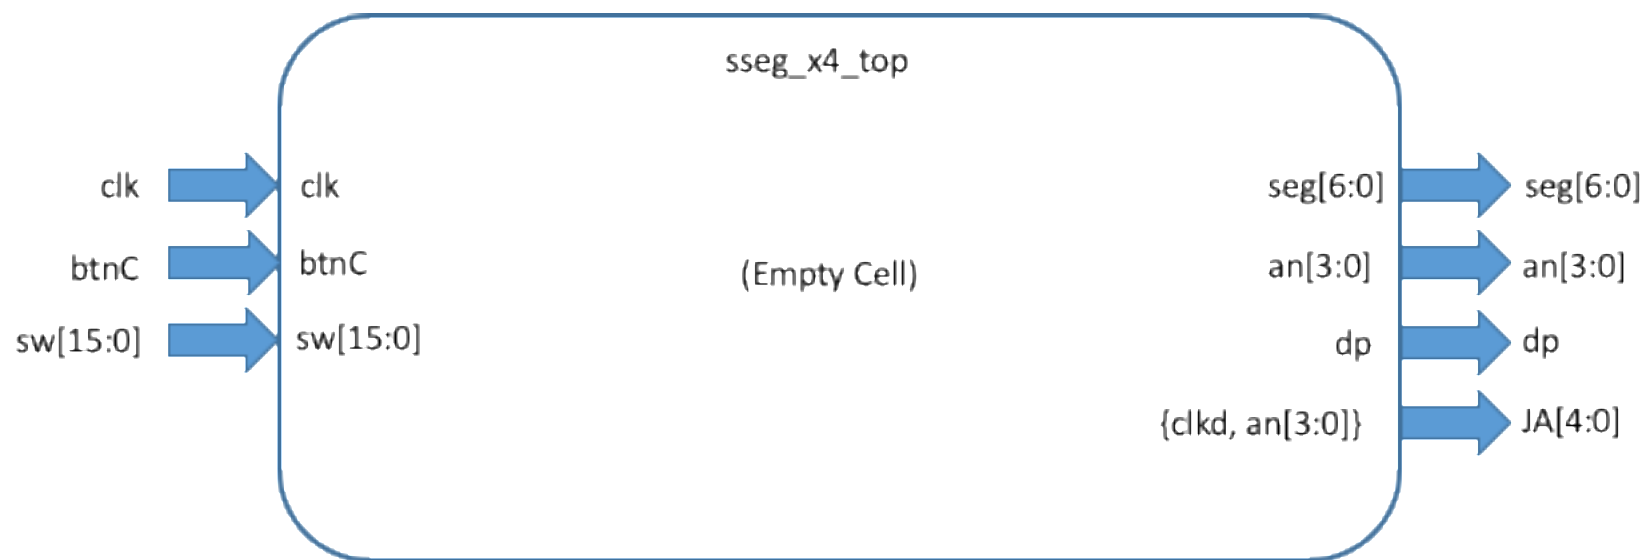 sseg_x4_top
clk clk seg[6:0] seg[6:0]
btnC btnC (Empty Cell) an[3:0] an[3:0]
sw[15:0] sw[15:0] dp dp
{clkd, an[3:0]} JA[4:0]